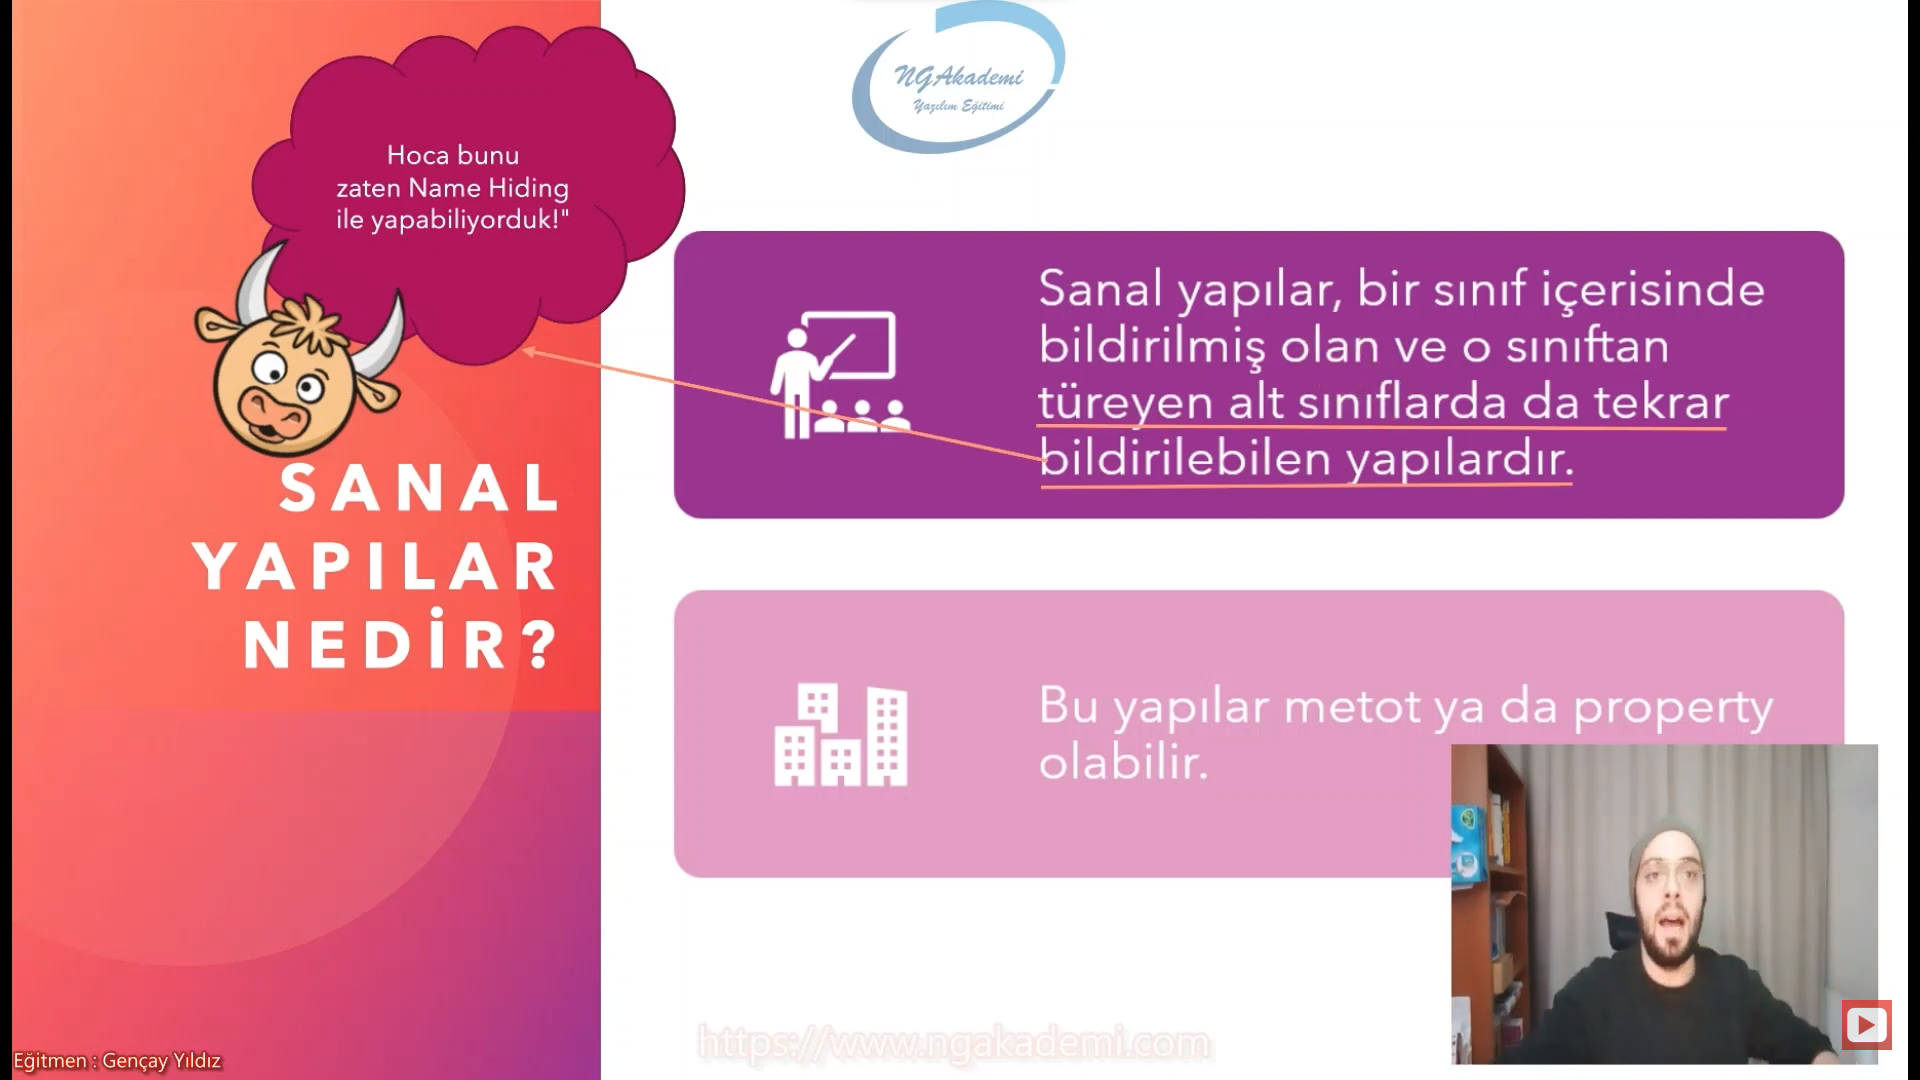 NGAkademi
Yazılım Eğitimi
Hoca bunu
zaten Name Hiding
ile yapabiliyorduk!"
SANAL
YAPILAR
NEDİR?
Sanal yapılar, bir sınıf içerisinde
bildirilmiş olan ve o sınıftan
türeyen alt sınıflarda da tekrar
bildirilebilen yapılardır.
Bu yapılar metot ya da property
olabilir.
https://www.ngakademi.com
Eğitmen : Gençay Yıldız